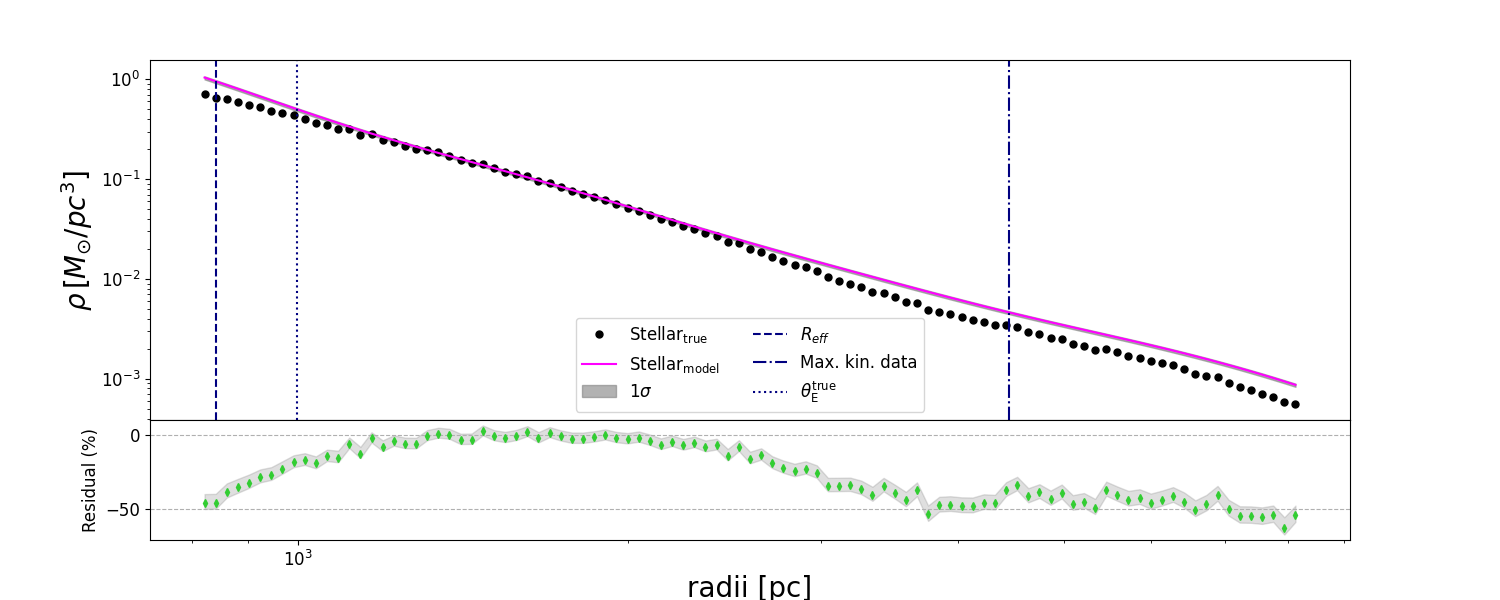 10⁰
10⁻¹
10⁻²
10⁻³
ρ [M⊙/pc³]
Stellar_true
Stellar_model
1σ
R_eff
Max. kin. data
θ_E^true
0
−50
Residual (%)
10³
radii [pc]